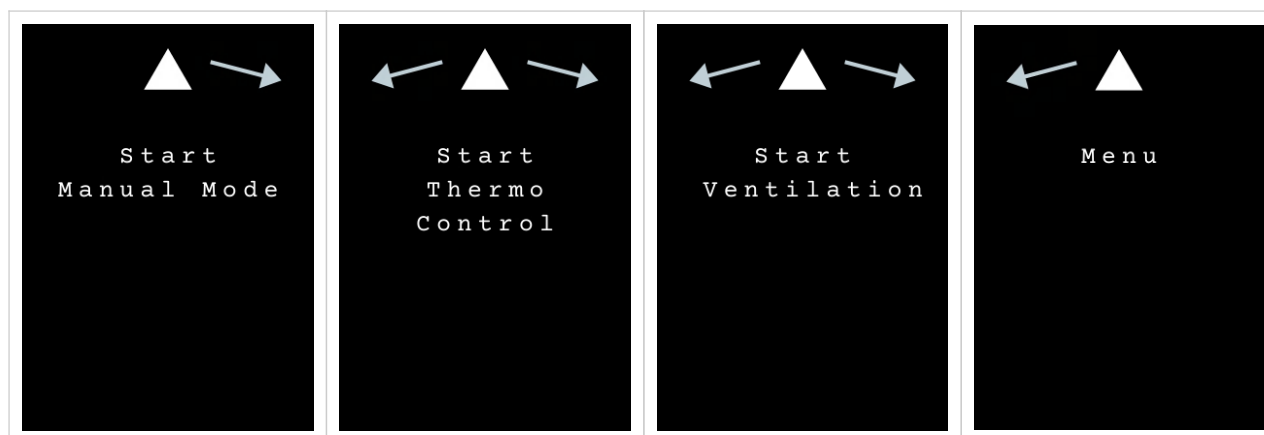 Start
Manual Mode
Start
Thermo
Control
Start
Ventilation
Menu